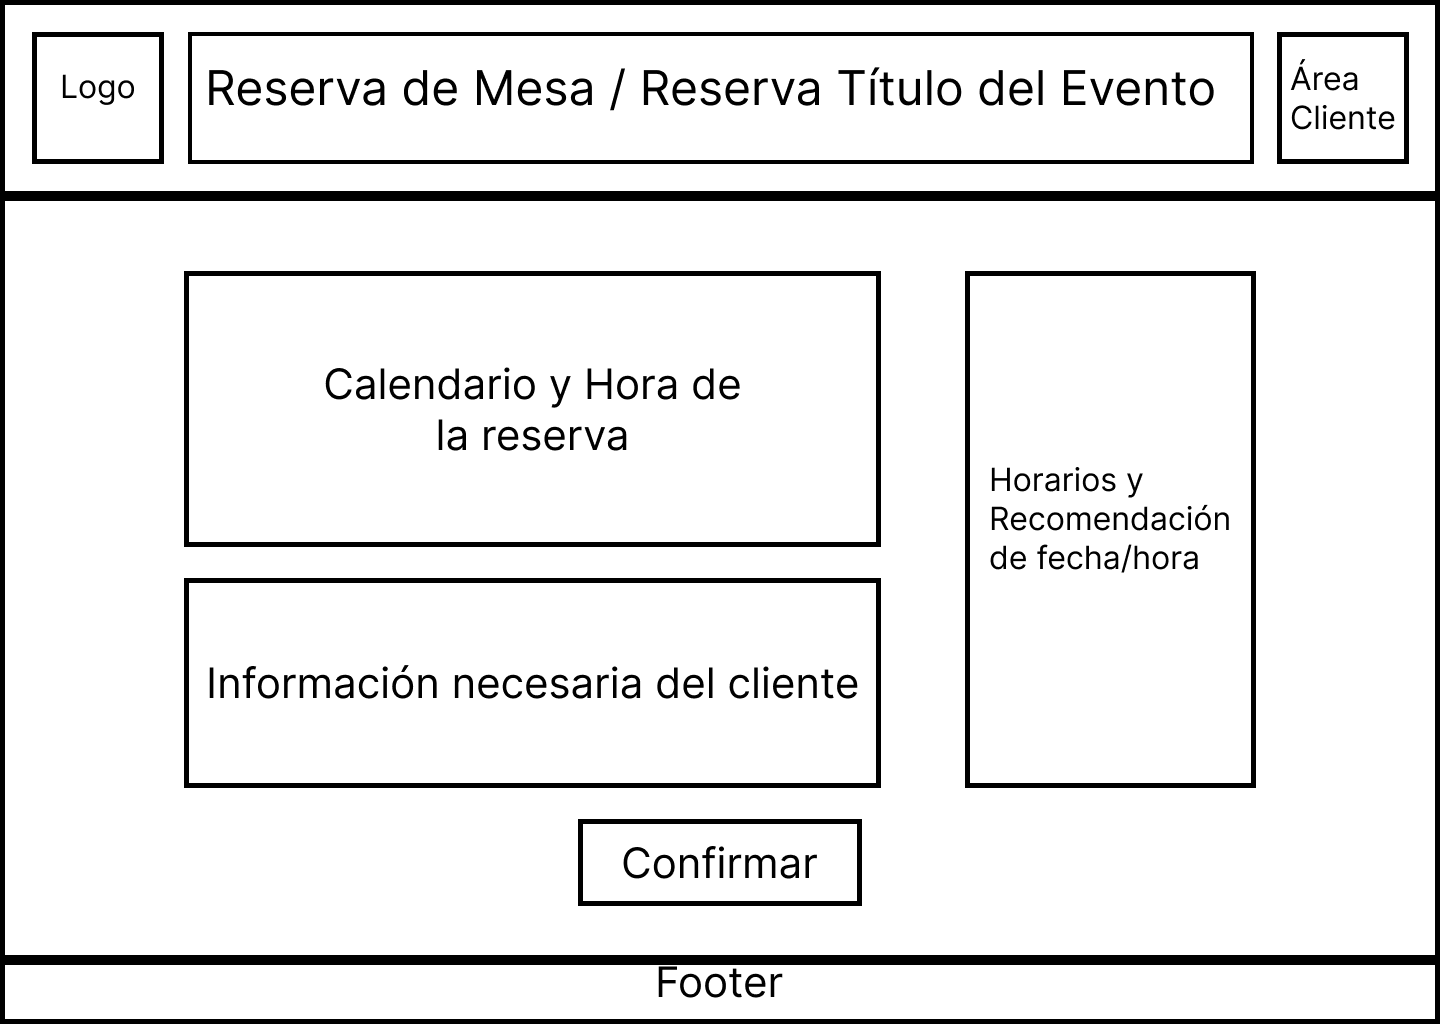 Logo
Reserva de Mesa / Reserva Título del Evento
Área
Cliente
Calendario y Hora de
la reserva
Horarios y
Recomendación
de fecha/hora
Información necesaria del cliente
Confirmar
Footer